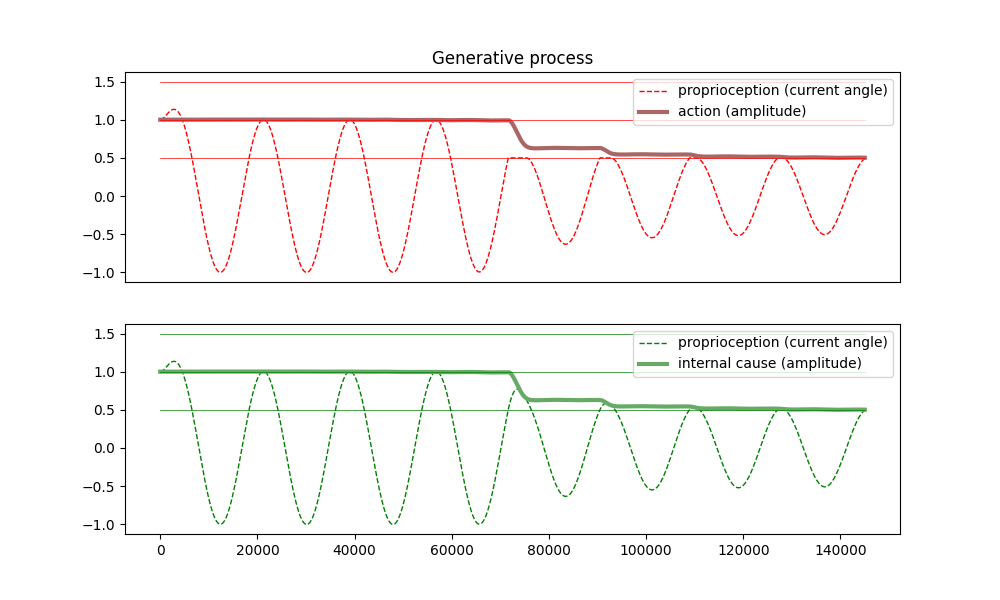 Generative process
1.5
1.0
0.5
0.0
−0.5
−1.0
proprioception (current angle)
action (amplitude)
1.5
1.0
0.5
0.0
−0.5
−1.0
proprioception (current angle)
internal cause (amplitude)
0 20000 40000 60000 80000 100000 120000 140000